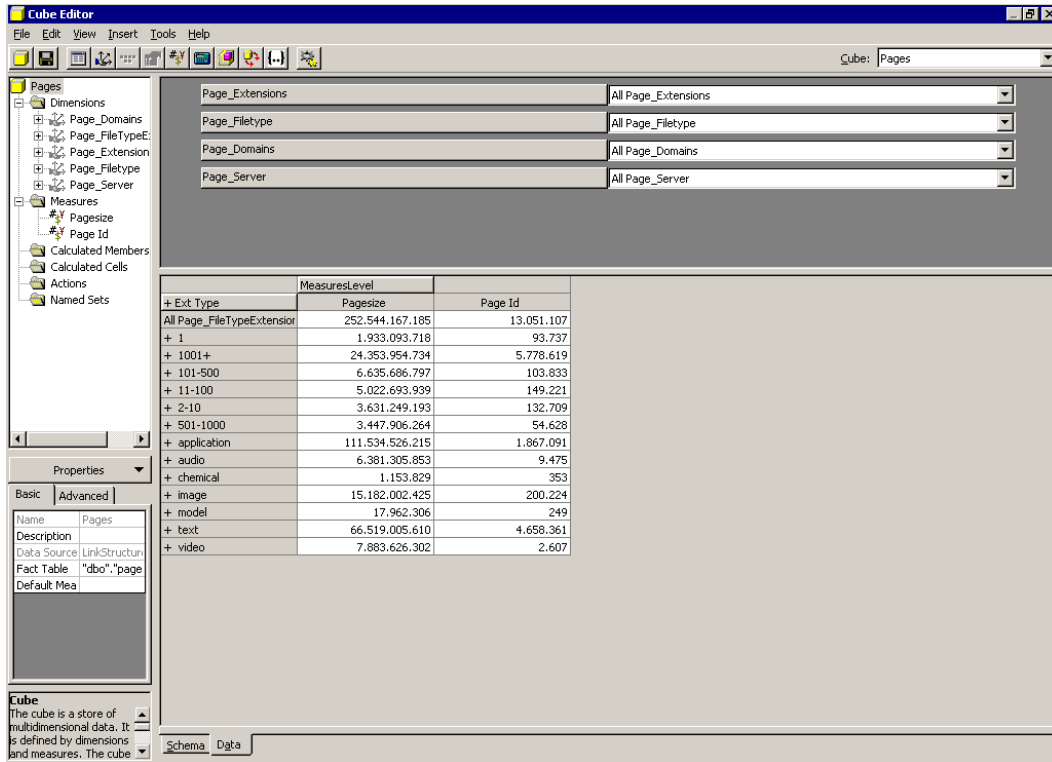 Cube Editor
File Edit View Insert Tools Help
Cube: Pages
Pages
Dimensions
Page_Domains
Page_FileTypeE
Page_Extension
Page_Filetype
Page_Server
Measures
Pagesize
Page Id
Calculated Members
Calculated Cells
Actions
Named Sets
Properties
Basic Advanced
Name Pages
Description
Data Source LinkStructure
Fact Table "dbo"."page
Default Mea
Cube
The cube is a store of
multidimensional data. It
is defined by dimensions
and measures. The cube
Page_Extensions All Page_Extensions
Page_Filetype All Page_Filetype
Page_Domains All Page_Domains
Page_Server All Page_Server
MeasuresLevel
+ Ext Type Pagesize Page Id
All Page_FileTypeExtension 252.544.167.185 13.051.107
+ 1 1.933.093.718 93.737
+ 1001+ 24.353.954.734 5.778.619
+ 101-500 6.635.686.797 103.833
+ 11-100 5.022.693.939 149.221
+ 2-10 3.631.249.193 132.709
+ 501-1000 3.447.906.264 54.628
+ application 111.534.526.215 1.867.091
+ audio 6.381.305.853 9.475
+ chemical 1.153.829 353
+ image 15.182.002.425 200.224
+ model 17.962.306 249
+ text 66.519.005.610 4.658.361
+ video 7.883.626.302 2.607
Schema Data